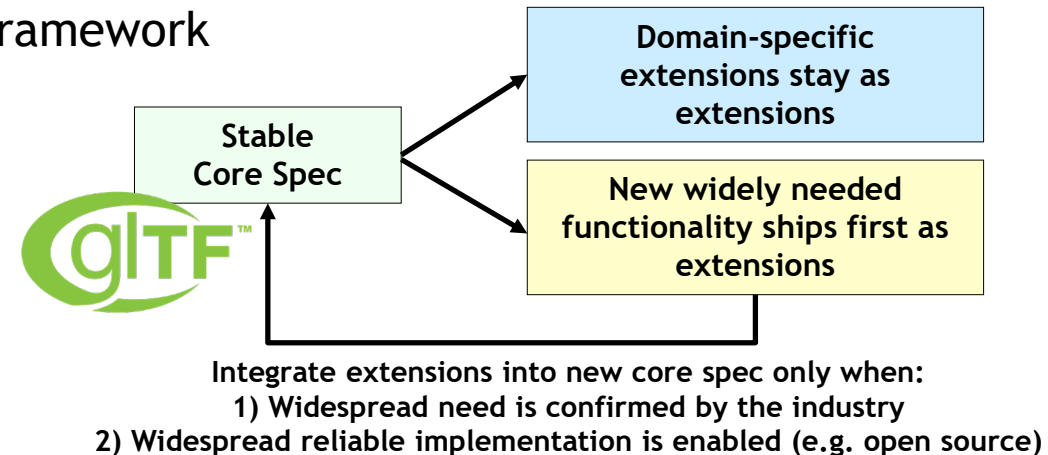 ramework
Domain-specific
extensions stay as
extensions
Stable
Core Spec
New widely needed
functionality ships first as
extensions
glTF™
Integrate extensions into new core spec only when:
1) Widespread need is confirmed by the industry
2) Widespread reliable implementation is enabled (e.g. open source)